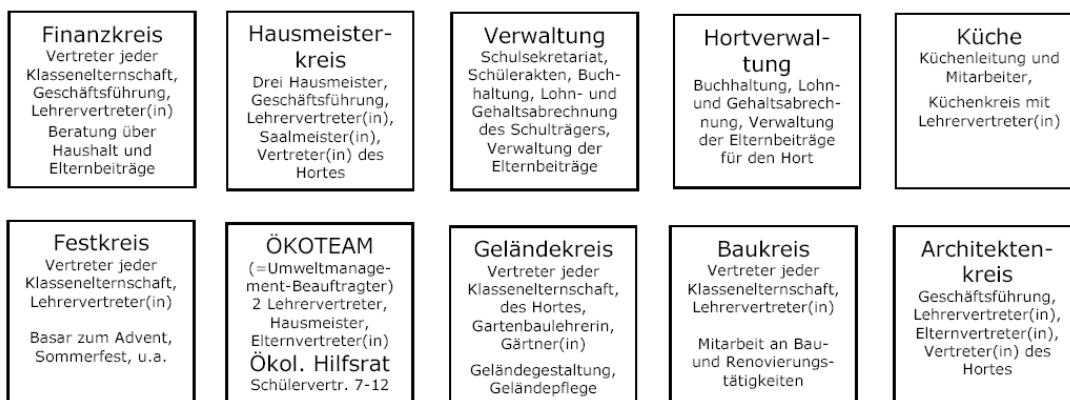 Finanzkreis
Vertreter jeder
Klassenelternschaft,
Geschäftsführung,
Lehrervertreter(in)
Beratung über
Haushalt und
Elternbeiträge
Hausmeister-
kreis
Drei Hausmeister,
Geschäftsführung,
Lehrervertreter(in),
Saalmeister(in),
Vertreter(in) des
Hortes
Verwaltung
Schulsekretariat,
Schülerakten, Buch-
haltung, Lohn- und
Gehaltsabrechnung
des Schulträgers,
Verwaltung der
Elternbeiträge
Hortverwal-
tung
Buchhaltung, Lohn-
und Gehaltsabrech-
nung, Verwaltung
der Elternbeiträge
für den Hort
Küche
Küchenleitung und
Mitarbeiter,
Küchenkreis mit
Lehrervertreter(in)
Festkreis
Vertreter jeder
Klassenelternschaft,
Lehrervertreter(in)
Basar zum Advent,
Sommerfest, u.a.
ÖKOTEAM
(=Umweltmanage-
ment-Beauftragter)
2 Lehrervertreter,
Hausmeister,
Elternvertreter(in)
Ökol. Hilfsrat
Schülervertr. 7-12
Geländekreis
Vertreter jeder
Klassenelternschaft,
des Hortes,
Gartenbaulehrerin,
Gärtner(in)
Geländegestaltung,
Geländepflege
Baukreis
Vertreter jeder
Klassenelternschaft,
Lehrervertreter(in)
Mitarbeit an Bau-
und Renovierungs-
tätigkeiten
Architekten-
kreis
Geschäftsführung,
Lehrervertreter(in),
Elternvertreter(in),
Vertreter(in) des
Hortes